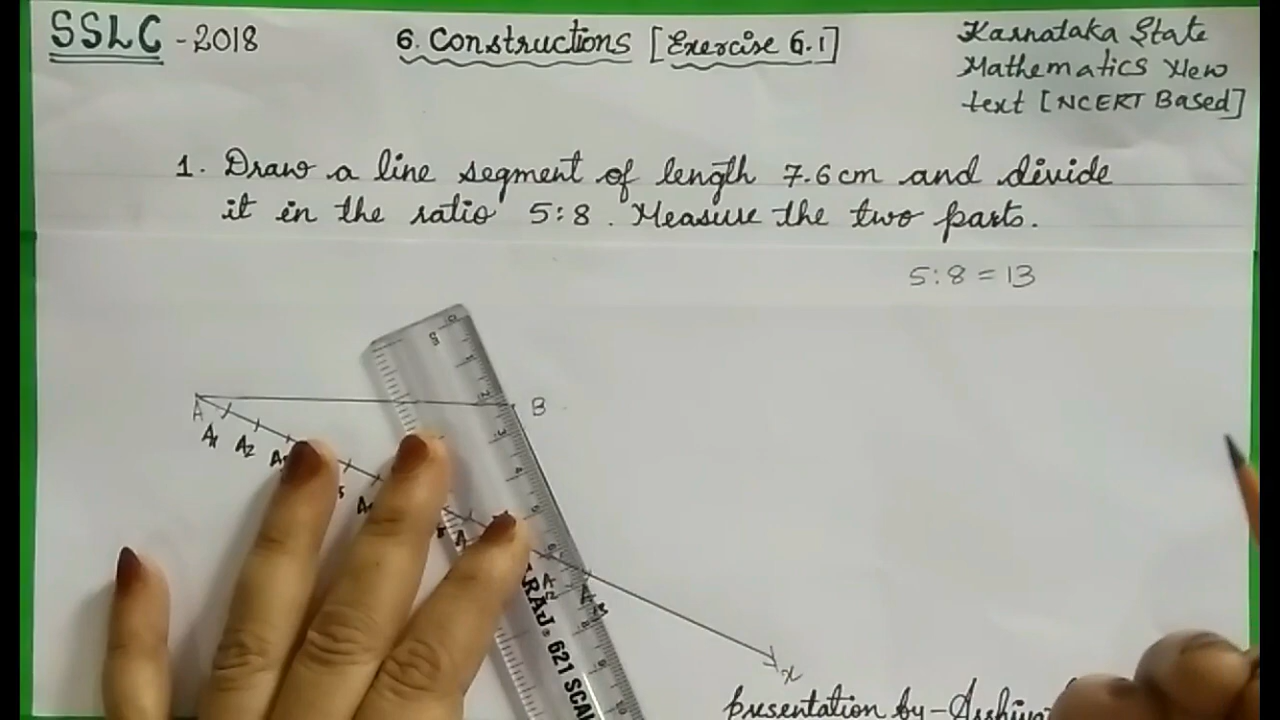 SSLC - 2018
6. Constructions [Exercise 6.1]
Karnataka State
Mathematics New
text [NCERT Based]
1. Draw a line segment of length 7.6 cm and divide
it in the ratio 5:8. Measure the two parts.
5:8 = 13
A
B
A1 A2
X
621 SCAL
Presentation by -